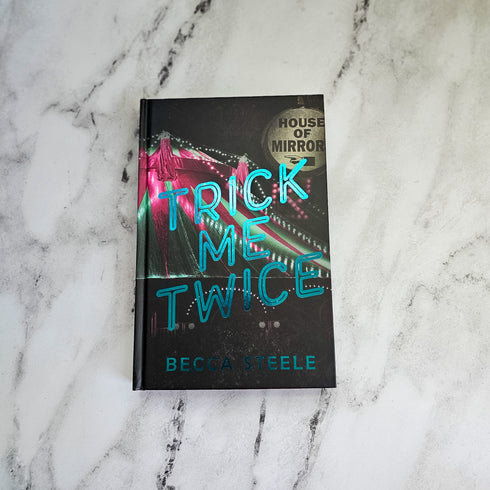 HOUSE
OF
MIRROR
TRICK
ME
TWICE
BECCA STEELE